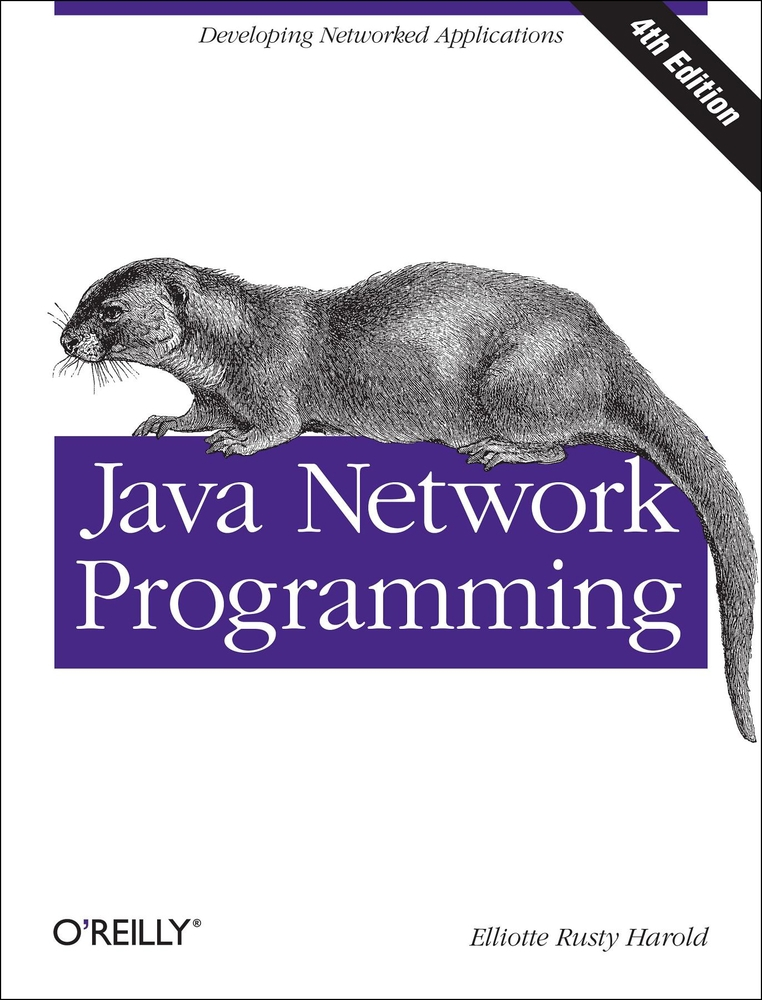 Developing Networked Applications
4th Edition
Java Network
Programming
O'REILLY®
Elliotte Rusty Harold